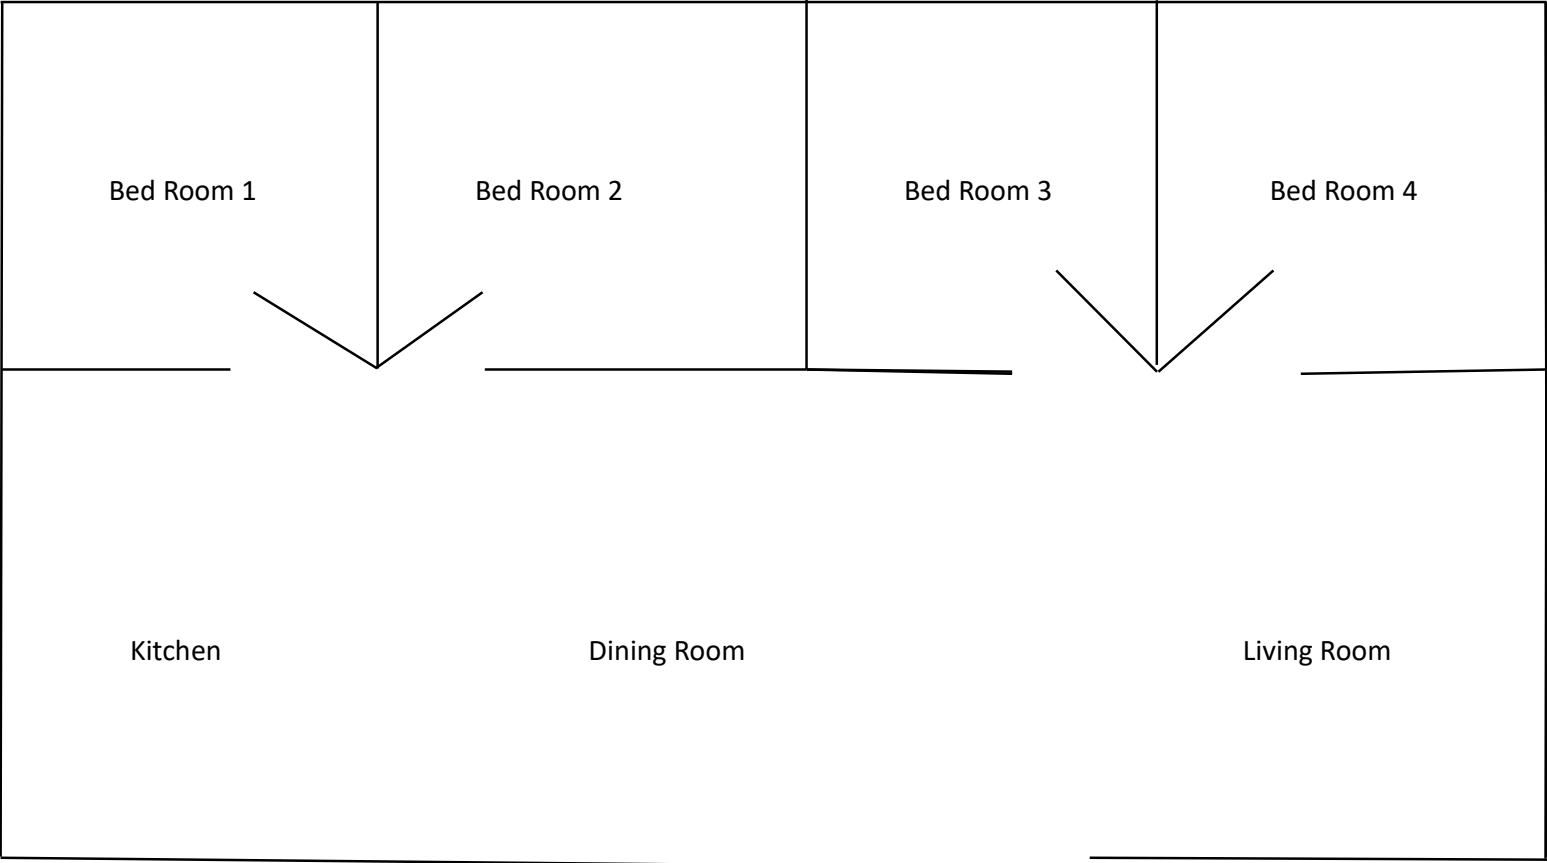 Bed Room 1
Bed Room 2
Bed Room 3
Bed Room 4
Kitchen
Dining Room
Living Room